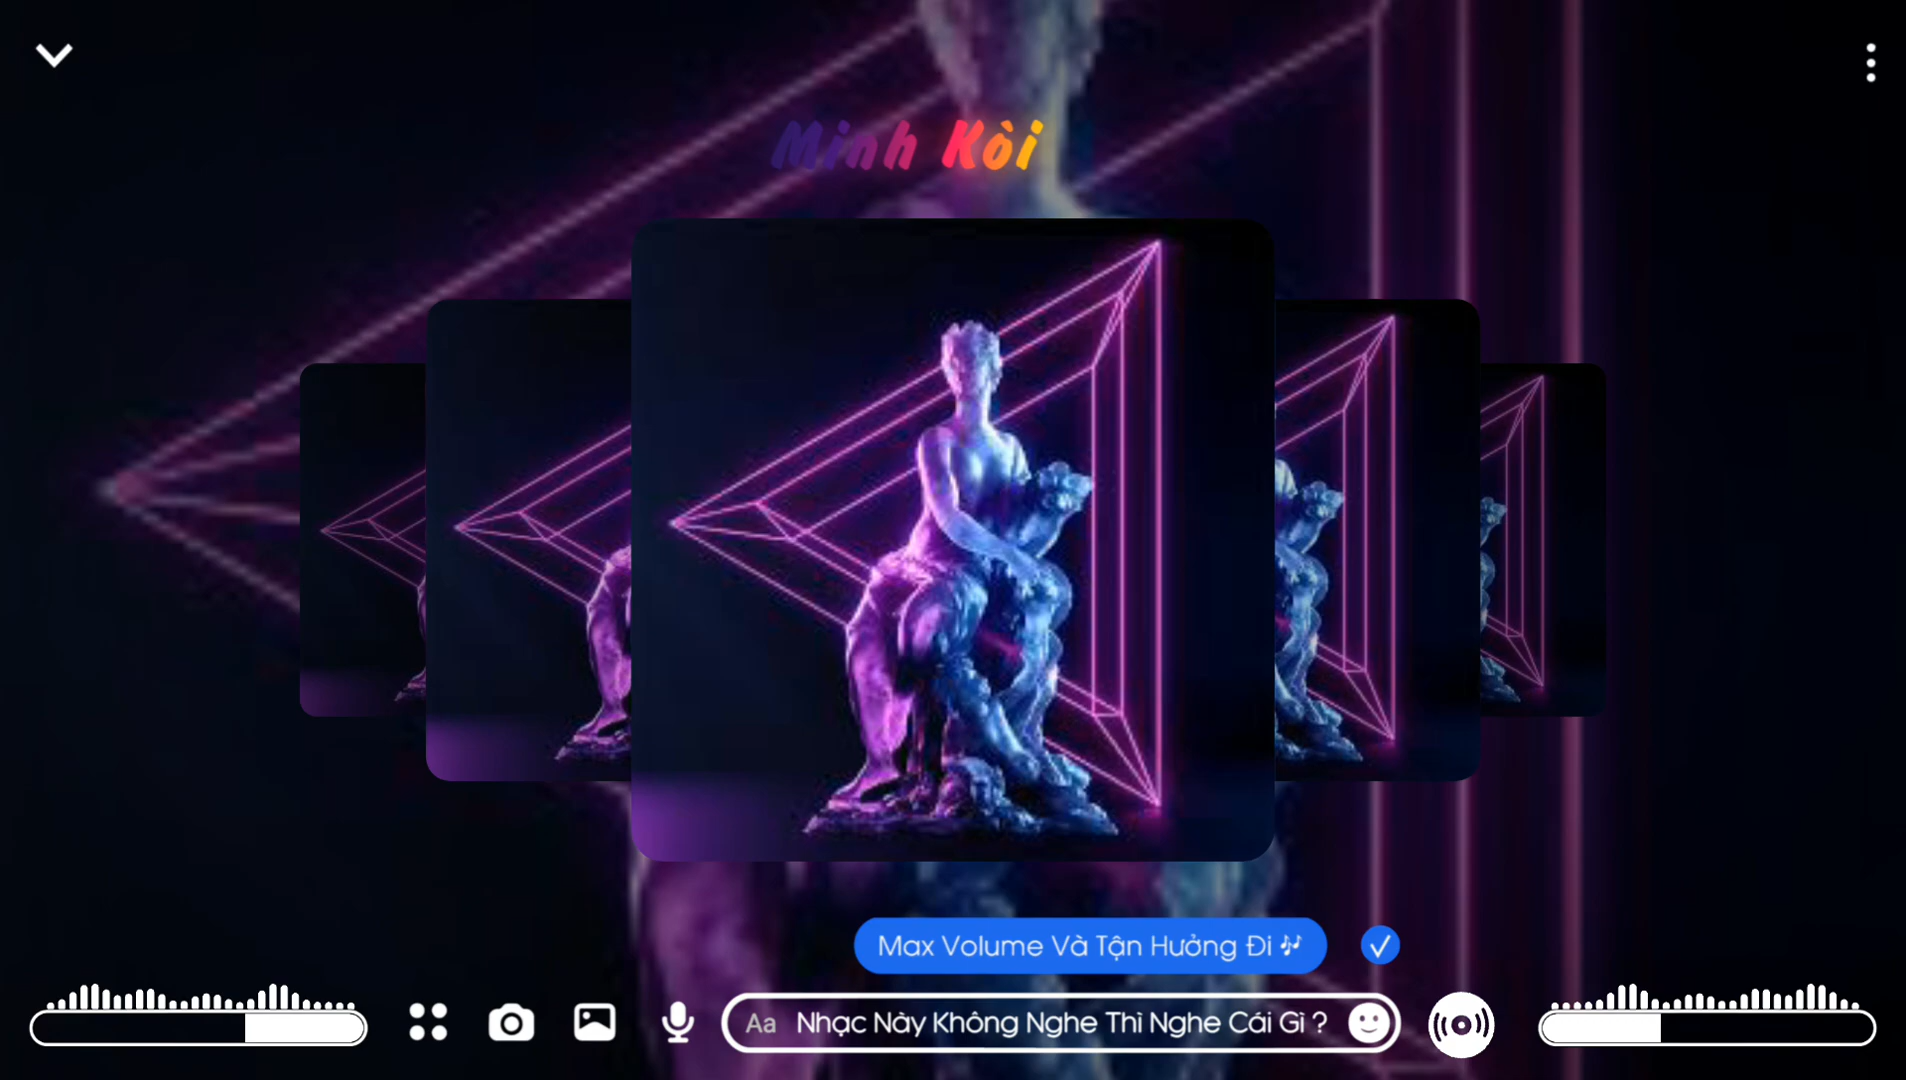 Minh Kòi
Max Volume Và Tận Hưởng Đi 🎶
Aa Nhạc Này Không Nghe Thì Nghe Cái Gì ?